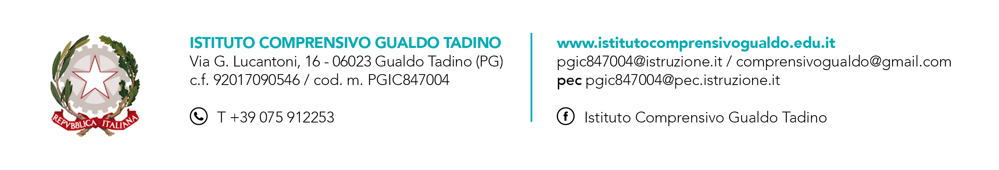 REPVBBLICA ITALIANA
ISTITUTO COMPRENSIVO GUALDO TADINO
Via G. Lucantoni, 16 - 06023 Gualdo Tadino (PG)
c.f. 92017090546 / cod. m. PGIC847004
T +39 075 912253
www.istitutocomprensivogualdo.edu.it
pgic847004@istruzione.it / comprensivogualdo@gmail.com
pec pgic847004@pec.istruzione.it
f Istituto Comprensivo Gualdo Tadino